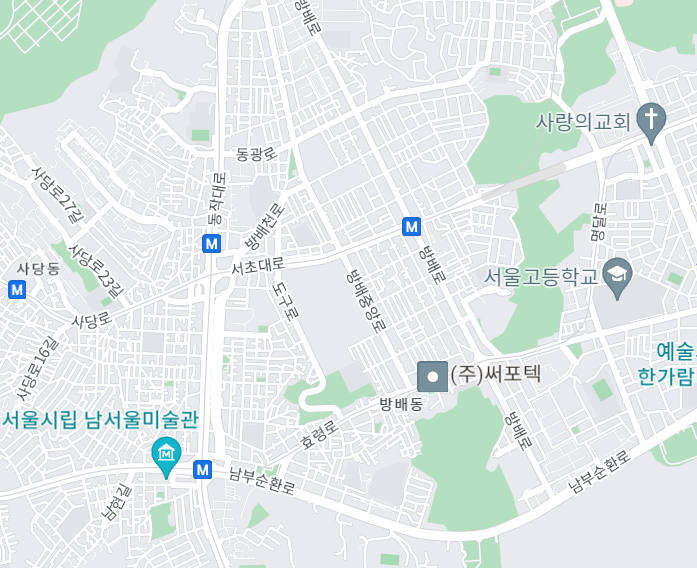 방배로
사랑의교회
동광로
사당로27길
동작대로
방배천로
명달로
M
M
방배로
사당로23길
서초대로
사당동
M
서울고등학교
도구로
방배중앙로
사당로
사당로16길
예술
한가람
(주)써포텍
방배동
서울시립 남서울미술관
방배로
효령로
M
남부순환로
남부순환로
남현길